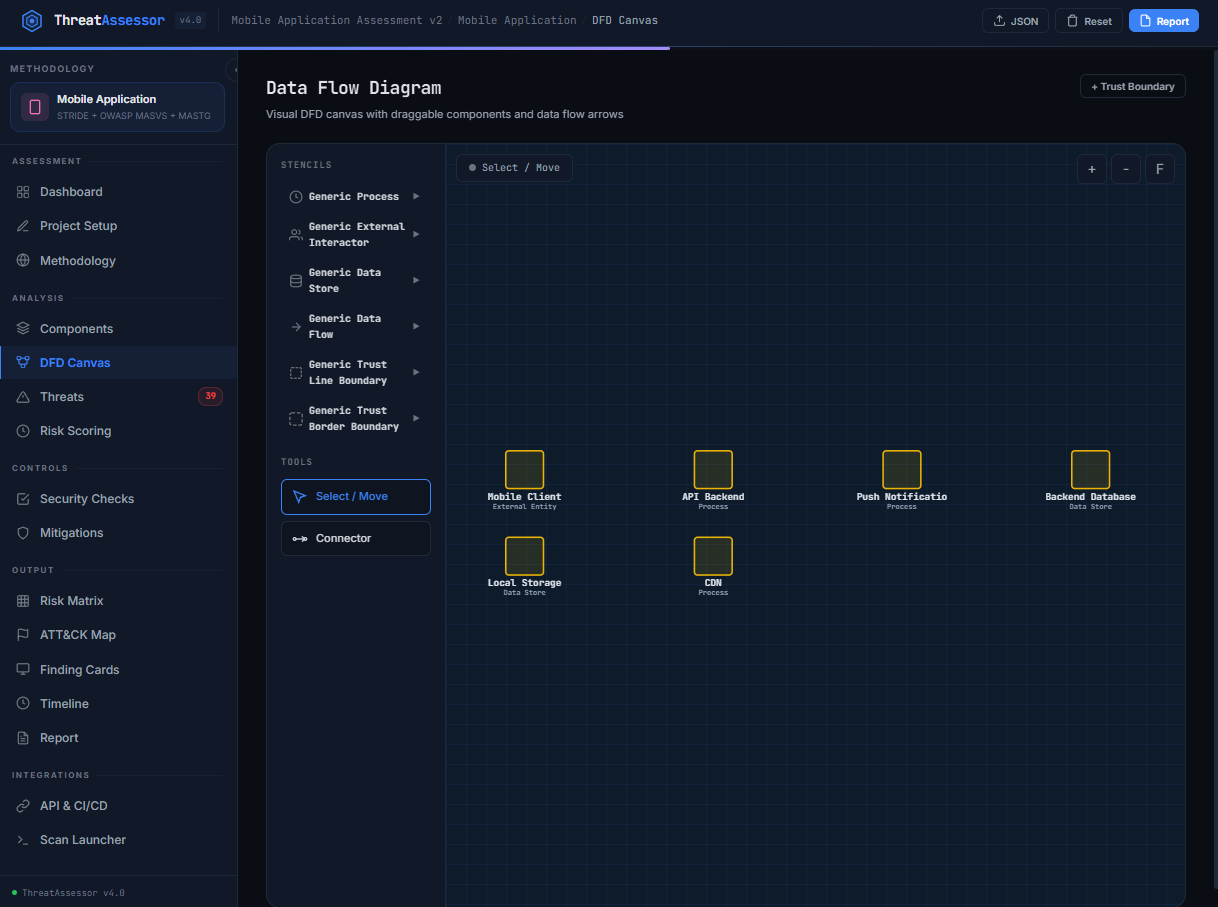 ThreatAssessor v4.0
Mobile Application Assessment v2 / Mobile Application / DFD Canvas
JSON
Reset
Report
METHODOLOGY
Mobile Application
STRIDE + OWASP MASVS + MASTG
ASSESSMENT
Dashboard
Project Setup
Methodology
ANALYSIS
Components
DFD Canvas
Threats 39
Risk Scoring
CONTROLS
Security Checks
Mitigations
OUTPUT
Risk Matrix
ATT&CK Map
Finding Cards
Timeline
Report
INTEGRATIONS
API & CI/CD
Scan Launcher
ThreatAssessor v4.0
Data Flow Diagram
Visual DFD canvas with draggable components and data flow arrows
+ Trust Boundary
STENCILS
Generic Process
Generic External
Interactor
Generic Data
Store
Generic Data
Flow
Generic Trust
Line Boundary
Generic Trust
Border Boundary
TOOLS
Select / Move
Connector
Select / Move
+ - F
Mobile Client
External Entity
API Backend
Process
Push Notificatio
Process
Backend Database
Data Store
Local Storage
Data Store
CDN
Process